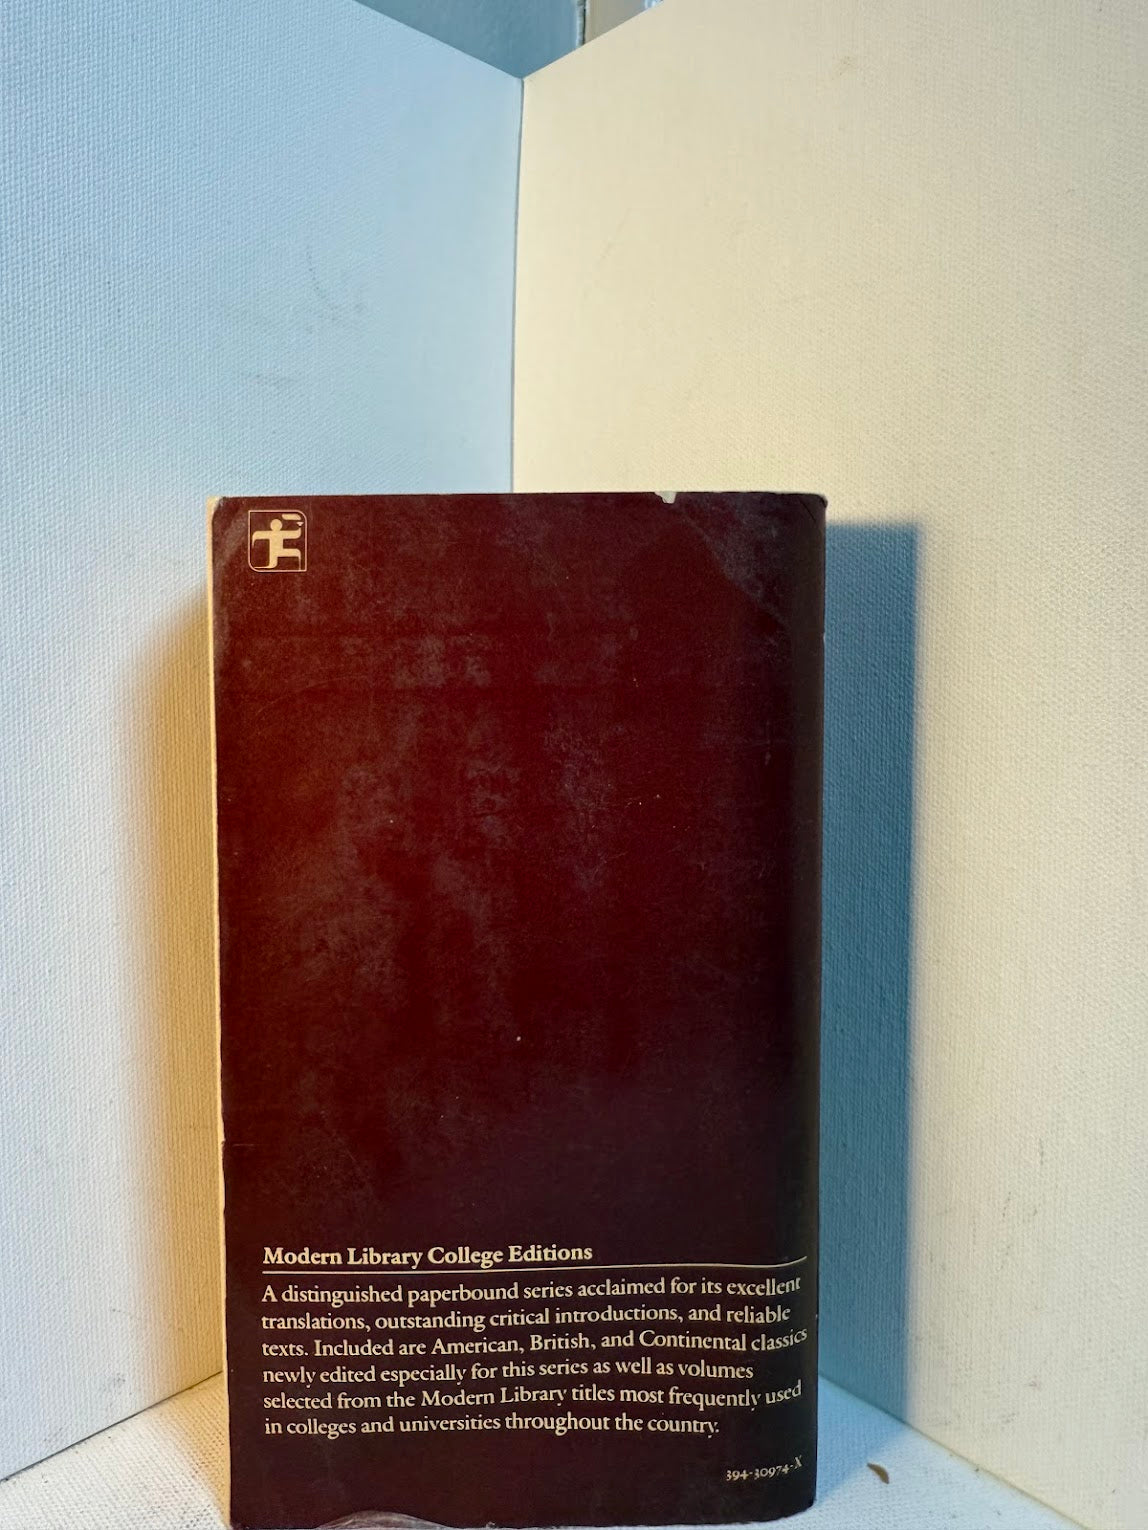 Modern Library College Editions
A distinguished paperbound series acclaimed for its excellent
translations, outstanding critical introductions, and reliable
texts. Included are American, British, and Continental classics
newly edited especially for this series as well as volumes
selected from the Modern Library titles most frequently used
in colleges and universities throughout the country.
394-30974-X